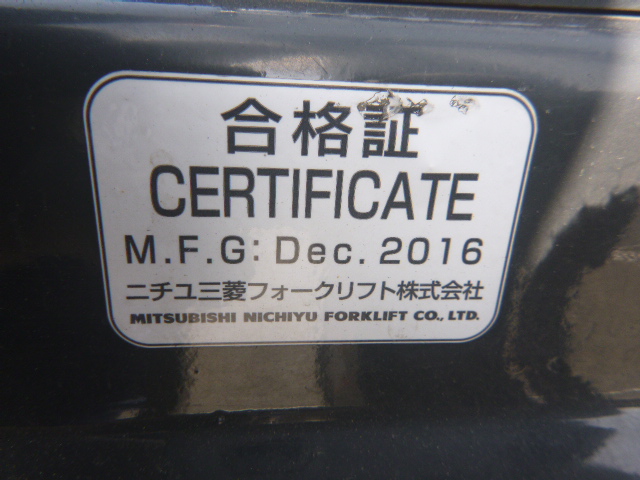 合格証
CERTIFICATE
M.F.G: Dec. 2016
ニチユ三菱フォークリフト株式会社
MITSUBISHI NICHIYU FORKLIFT CO., LTD.